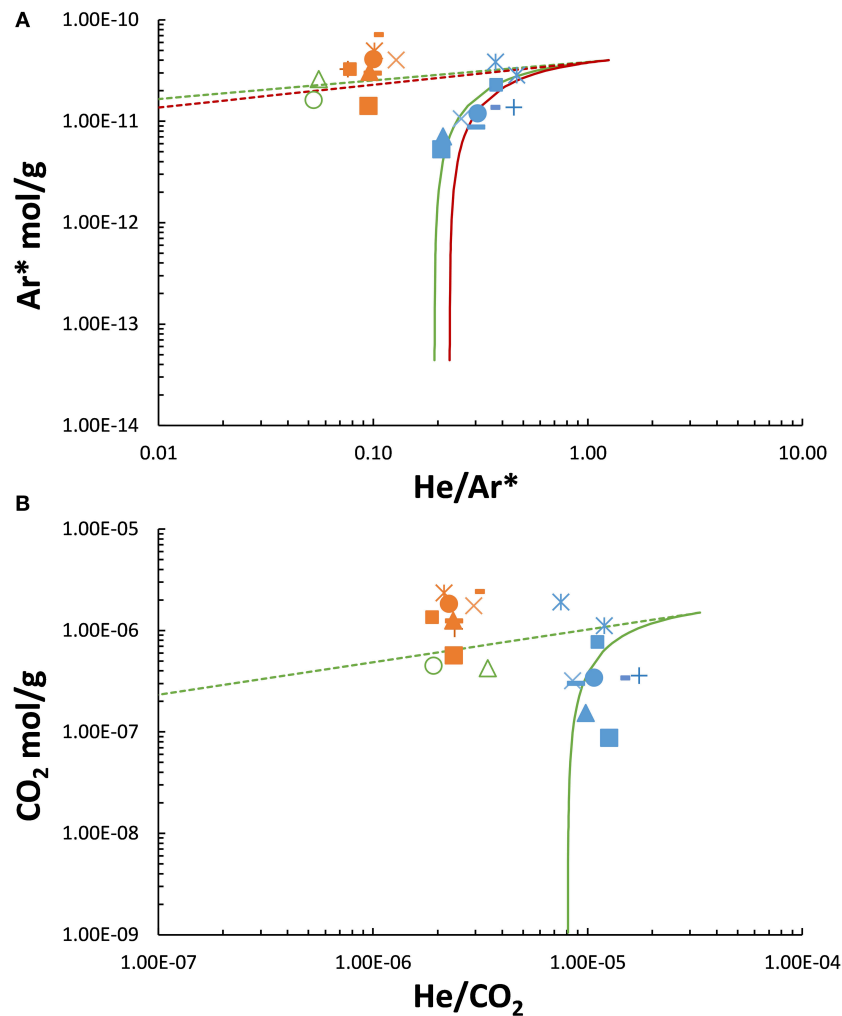 A
1.00E-10
1.00E-11
1.00E-12
1.00E-13
1.00E-14
Ar* mol/g
0.01 0.10 1.00 10.00
He/Ar*
B
1.00E-05
1.00E-06
1.00E-07
1.00E-08
1.00E-09
CO₂ mol/g
1.00E-07 1.00E-06 1.00E-05 1.00E-04
He/CO₂